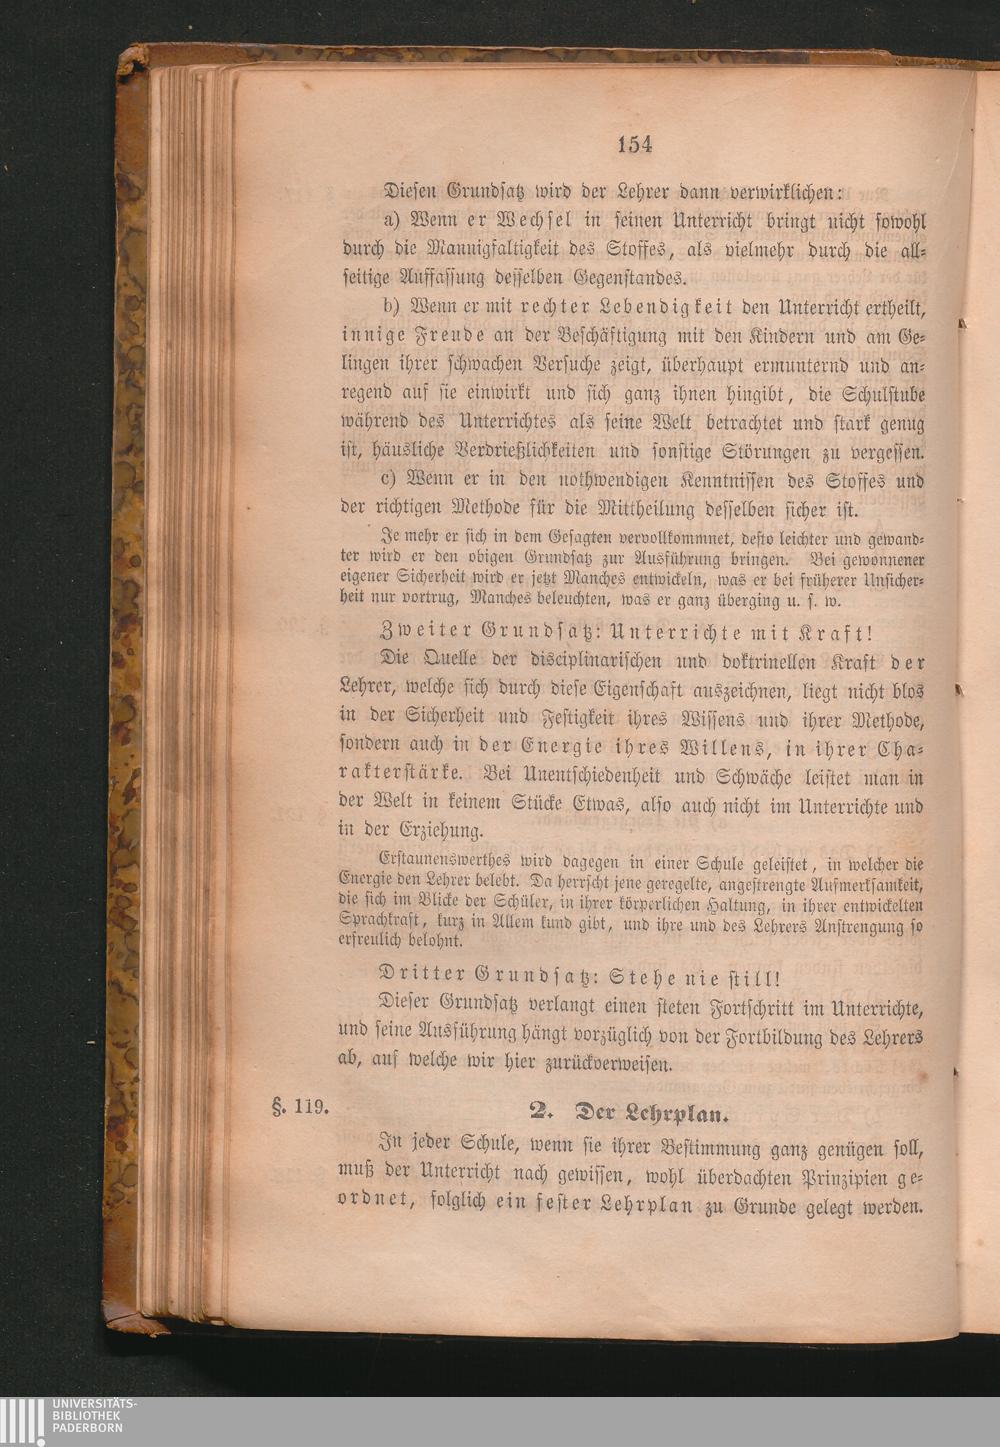 154
Diesen Grundsatz wird der Lehrer dann verwirklichen:
a) Wenn er Wechsel in seinen Unterricht bringt nicht sowohl
durch die Mannigfaltigkeit des Stoffes, als vielmehr durch die all-
seitige Auffassung desselben Gegenstandes.
b) Wenn er mit rechter Lebendigkeit den Unterricht ertheilt,
innige Freude an der Beschäftigung mit den Kindern und am Ge-
lingen ihrer schwachen Versuche zeigt, überhaupt ermunternd und an-
regend auf sie einwirkt und sich ganz ihnen hingibt, die Schulstube
während des Unterrichtes als seine Welt betrachtet und stark genug
ist, häusliche Verdrießlichkeiten und sonstige Störungen zu vergessen.
c) Wenn er in den nothwendigen Kenntnissen des Stoffes und
der richtigen Methode für die Mittheilung desselben sicher ist.
Je mehr er sich in dem Gesagten vervollkommnet, desto leichter und gewand-
ter wird er den obigen Grundsatz zur Ausführung bringen. Bei gewonnener
eigener Sicherheit wird er jetzt Manches entwickeln, was er bei früherer Unsicher-
heit nur vortrug, Manches beleuchten, was er ganz überging u. s. w.
Zweiter Grundsatz: Unterrichte mit Kraft!
Die Quelle der disciplinarischen und doktrinellen Kraft der
Lehrer, welche sich durch diese Eigenschaft auszeichnen, liegt nicht blos
in der Sicherheit und Festigkeit ihres Wissens und ihrer Methode,
sondern auch in der Energie ihres Willens, in ihrer Cha-
rakterstärke. Bei Unentschiedenheit und Schwäche leistet man in
der Welt in keinem Stücke Etwas, also auch nicht im Unterrichte und
in der Erziehung.
Erstaunenswerthes wird dagegen in einer Schule geleistet, in welcher die
Energie den Lehrer belebt. Da herrscht jene geregelte, angestrengte Aufmerksamkeit,
die sich im Blicke der Schüler, in ihrer körperlichen Haltung, in ihrer entwickelten
Sprachkraft, kurz in Allem kund gibt, und ihre und des Lehrers Anstrengung so
erfreulich belohnt.
Dritter Grundsatz: Stehe nie still!
Dieser Grundsatz verlangt einen steten Fortschritt im Unterrichte,
und seine Ausführung hängt vorzüglich von der Fortbildung des Lehrers
ab, auf welche wir hier zurückverweisen.
§. 119. 2. Der Lehrplan.
In jeder Schule, wenn sie ihrer Bestimmung ganz genügen soll,
muß der Unterricht nach gewissen, wohl überdachten Prinzipien ge-
ordnet, folglich ein fester Lehrplan zu Grunde gelegt werden.
UNIVERSITÄTS-
BIBLIOTHEK
PADERBORN